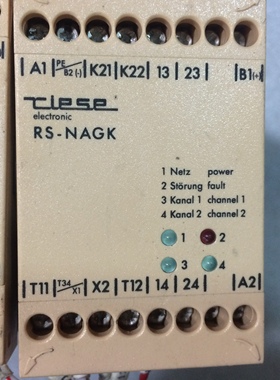 A1 PE/B2(-) K21 K22 13 23 B1(+)
riese
electronic
RS-NAGK
1 Netz power
2 Störung fault
3 Kanal 1 channel 1
4 Kanal 2 channel 2
1 2
3 4
T11 T34/X1 X2 T12 14 24 A2